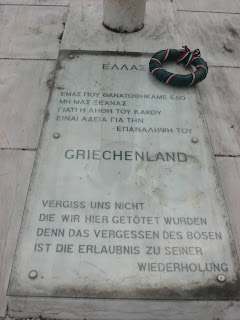 ΕΛΛΑΣ
ΕΜΑΣ ΠΟΥ ΘΑΝΑΤΩΘΗΚΑΜΕ ΕΔΩ
ΜΗ ΜΑΣ ΞΕΧΝΑΣ
ΓΙΑΤΙ Η ΛΗΘΗ ΤΟΥ ΚΑΚΟΥ
ΕΙΝΑΙ ΑΔΕΙΑ ΓΙΑ ΤΗΝ
-ΕΠΑΝΑΛΗΨΗ ΤΟΥ
GRIECHENLAND
VERGISS UNS NICHT
DIE WIR HIER GETÖTET WURDEN
DENN DAS VERGESSEN DES BÖSEN
IST DIE ERLAUBNIS ZU SEINER
WIEDERHOLUNG